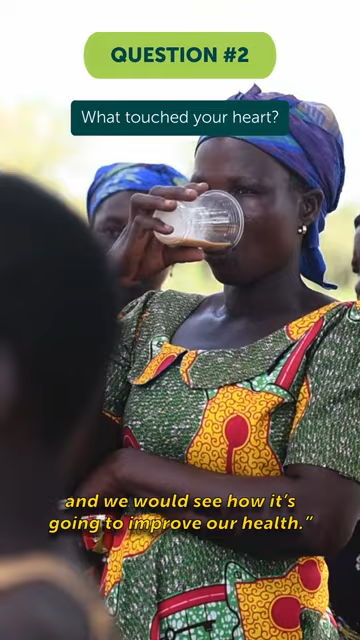 QUESTION #2
What touched your heart?
and we would see how it's
going to improve our health.”